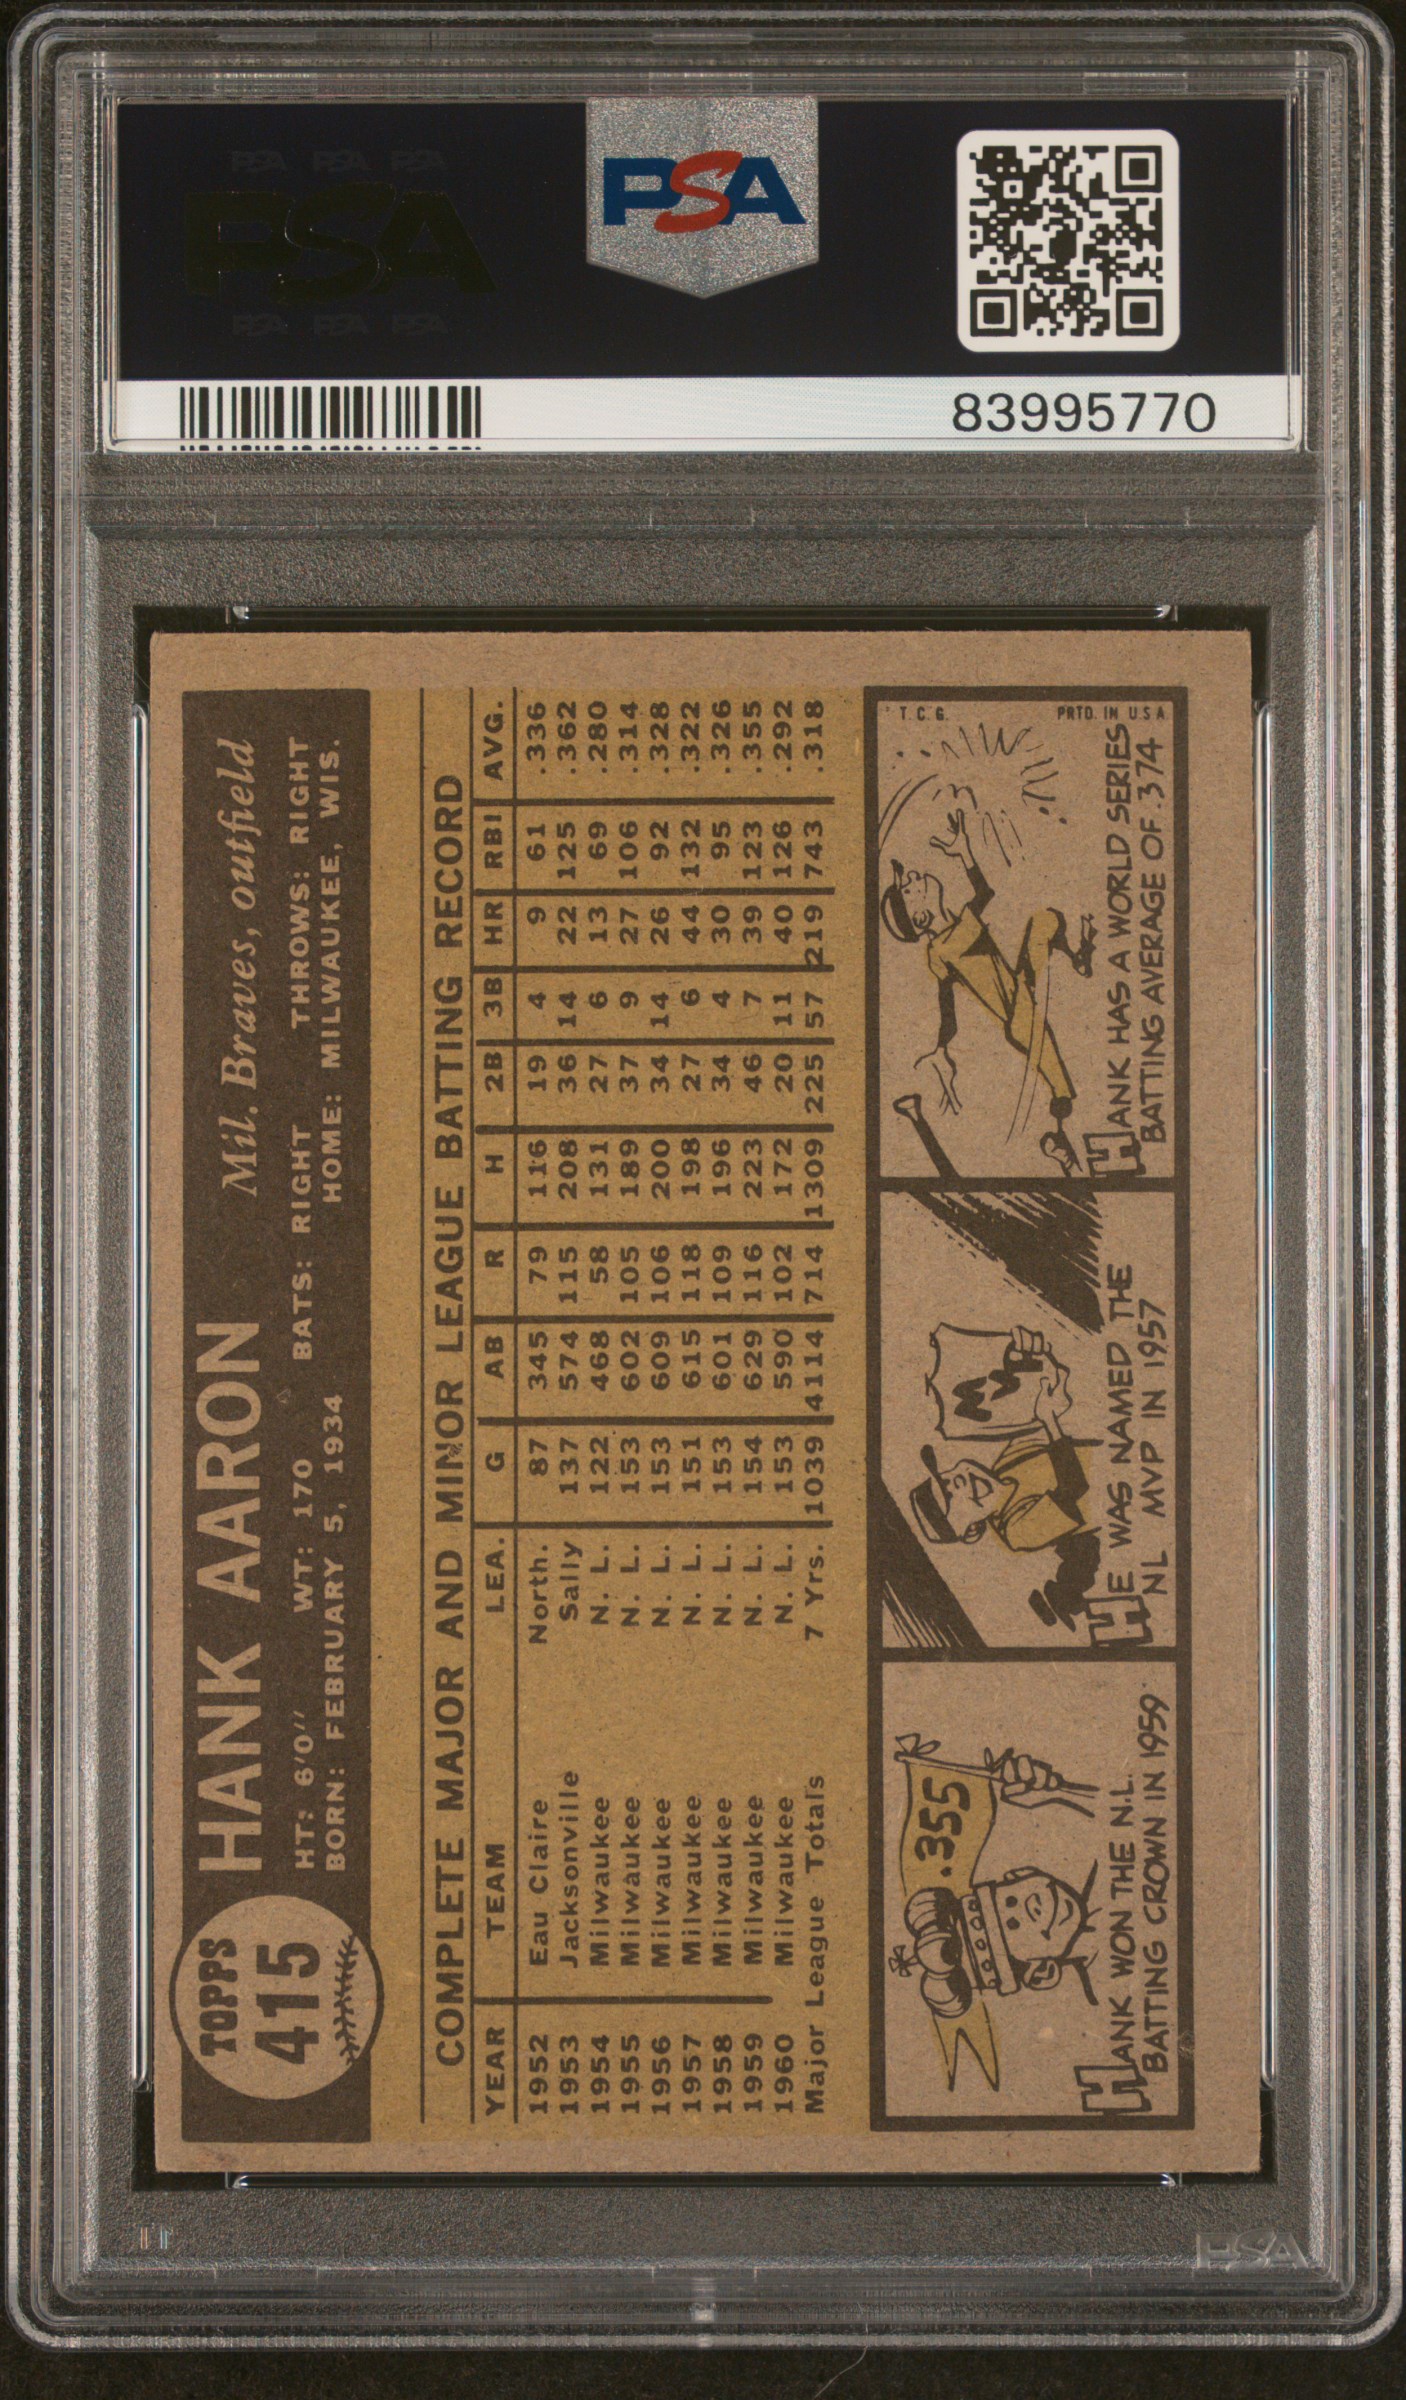 PSA PSA PSA
PSA
PSA PSA PSA
PSA
83995770
TOPPS
415
HANK AARON Mil. Braves, outfield
HT: 6'0" WT: 170 BATS: RIGHT THROWS: RIGHT
BORN: FEBRUARY 5, 1934 HOME: MILWAUKEE, WIS.
COMPLETE MAJOR AND MINOR LEAGUE BATTING RECORD
YEAR TEAM LEA. G AB R H 2B 3B HR RBI AVG.
1952 Eau Claire North. 87 345 79 116 19 4 9 61 .336
1953 Jacksonville Sally 137 574 115 208 36 14 22 125 .362
1954 Milwaukee N. L. 122 468 58 131 27 6 13 69 .280
1955 Milwaukee N. L. 153 602 105 189 37 9 27 106 .314
1956 Milwaukee N. L. 153 609 106 200 34 14 26 92 .328
1957 Milwaukee N. L. 151 615 118 198 27 6 44 132 .322
1958 Milwaukee N. L. 153 601 109 196 34 4 30 95 .326
1959 Milwaukee N. L. 154 629 116 223 46 7 39 123 .355
1960 Milwaukee N. L. 153 590 102 172 20 11 40 126 .292
Major League Totals 7 Yrs. 1039 4114 714 1309 225 57 219 743 .318
.355
HANK WON THE N.L.
BATTING CROWN IN 1959
MVP
HE WAS NAMED THE
NL MVP IN 1957
T.C.G.
PRTD. IN U.S.A
HANK HAS A WORLD SERIES
BATTING AVERAGE OF .374
PSA